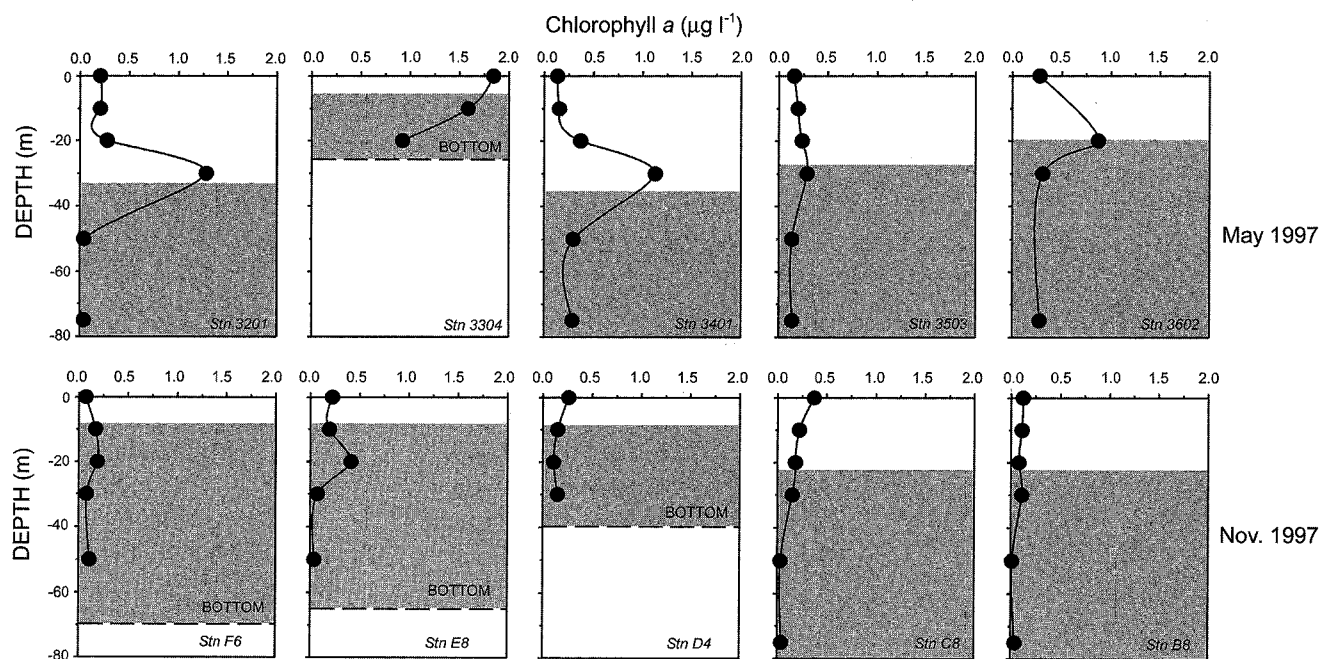 Chlorophyll a (µg l⁻¹)
0.0 0.5 1.0 1.5 2.0
0.0 0.5 1.0 1.5 2.0
0.0 0.5 1.0 1.5 2.0
0.0 0.5 1.0 1.5 2.0
0.0 0.5 1.0 1.5 2.0
DEPTH (m)
0
-20
-40
-60
-80
Stn 3201
BOTTOM
Stn 3304
Stn 3401
Stn 3503
Stn 3602
May 1997
0.0 0.5 1.0 1.5 2.0
0.0 0.5 1.0 1.5 2.0
0.0 0.5 1.0 1.5 2.0
0.0 0.5 1.0 1.5 2.0
0.0 0.5 1.0 1.5 2.0
DEPTH (m)
0
-20
-40
-60
-80
BOTTOM
Stn F6
BOTTOM
Stn E8
BOTTOM
Stn D4
Stn C8
Stn B8
Nov. 1997